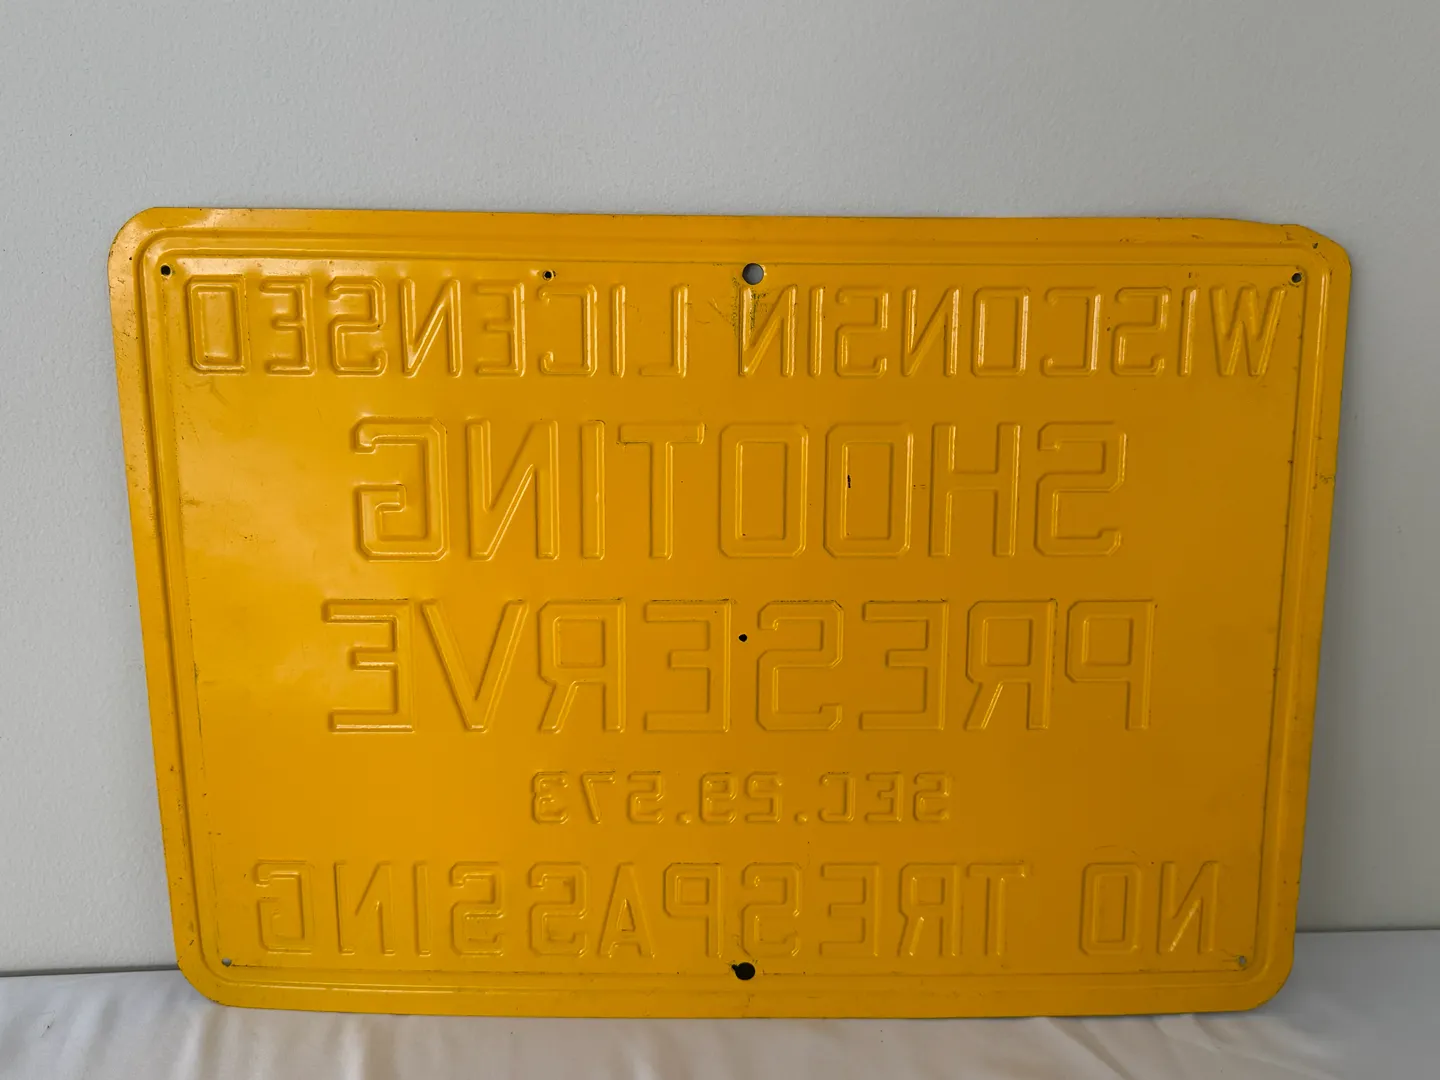 WISCONSIN LICENSED
SHOOTING
PRESERVE
SEC.29.573
NO TRESPASSING